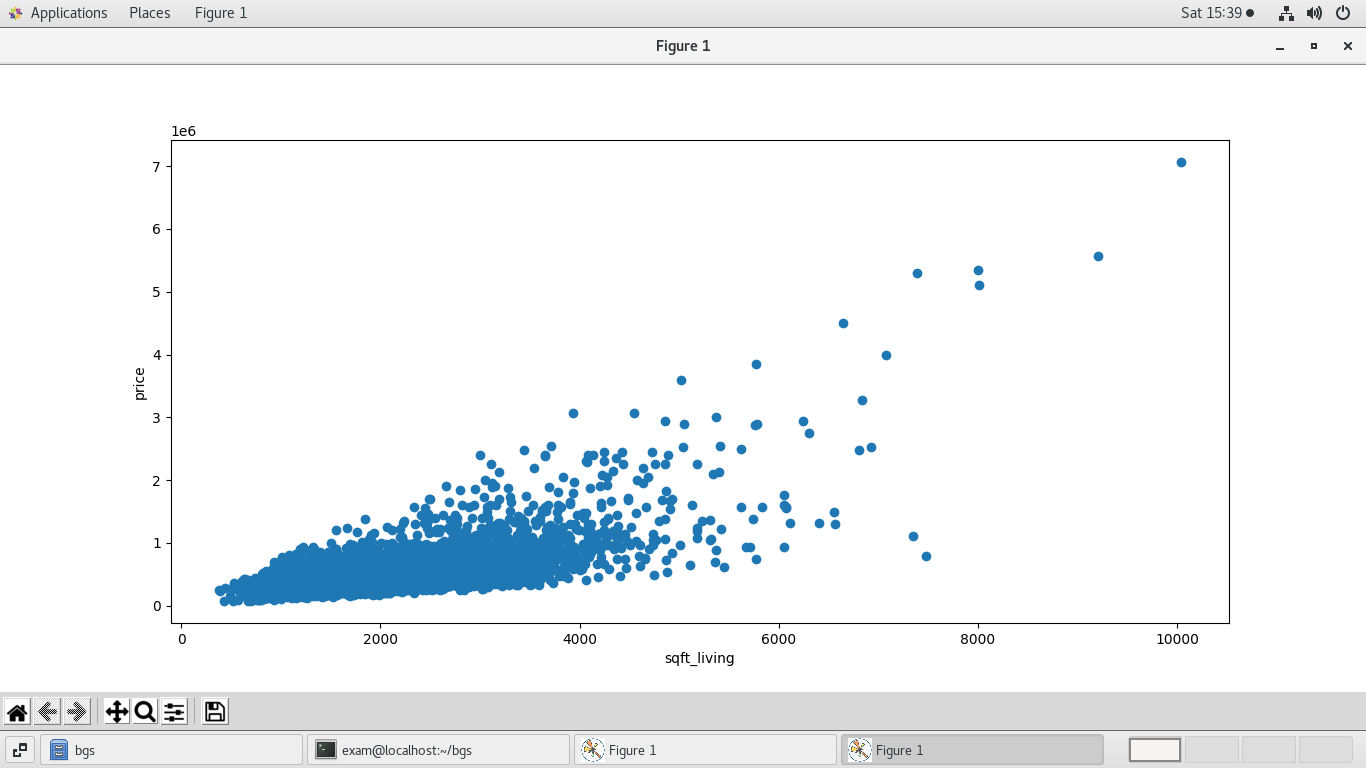 Applications Places Figure 1 Sat 15:39
Figure 1
1e6
7
6
5
4
3
2
1
0
price
0 2000 4000 6000 8000 10000
sqft_living
bgs exam@localhost:~/bgs Figure 1 Figure 1